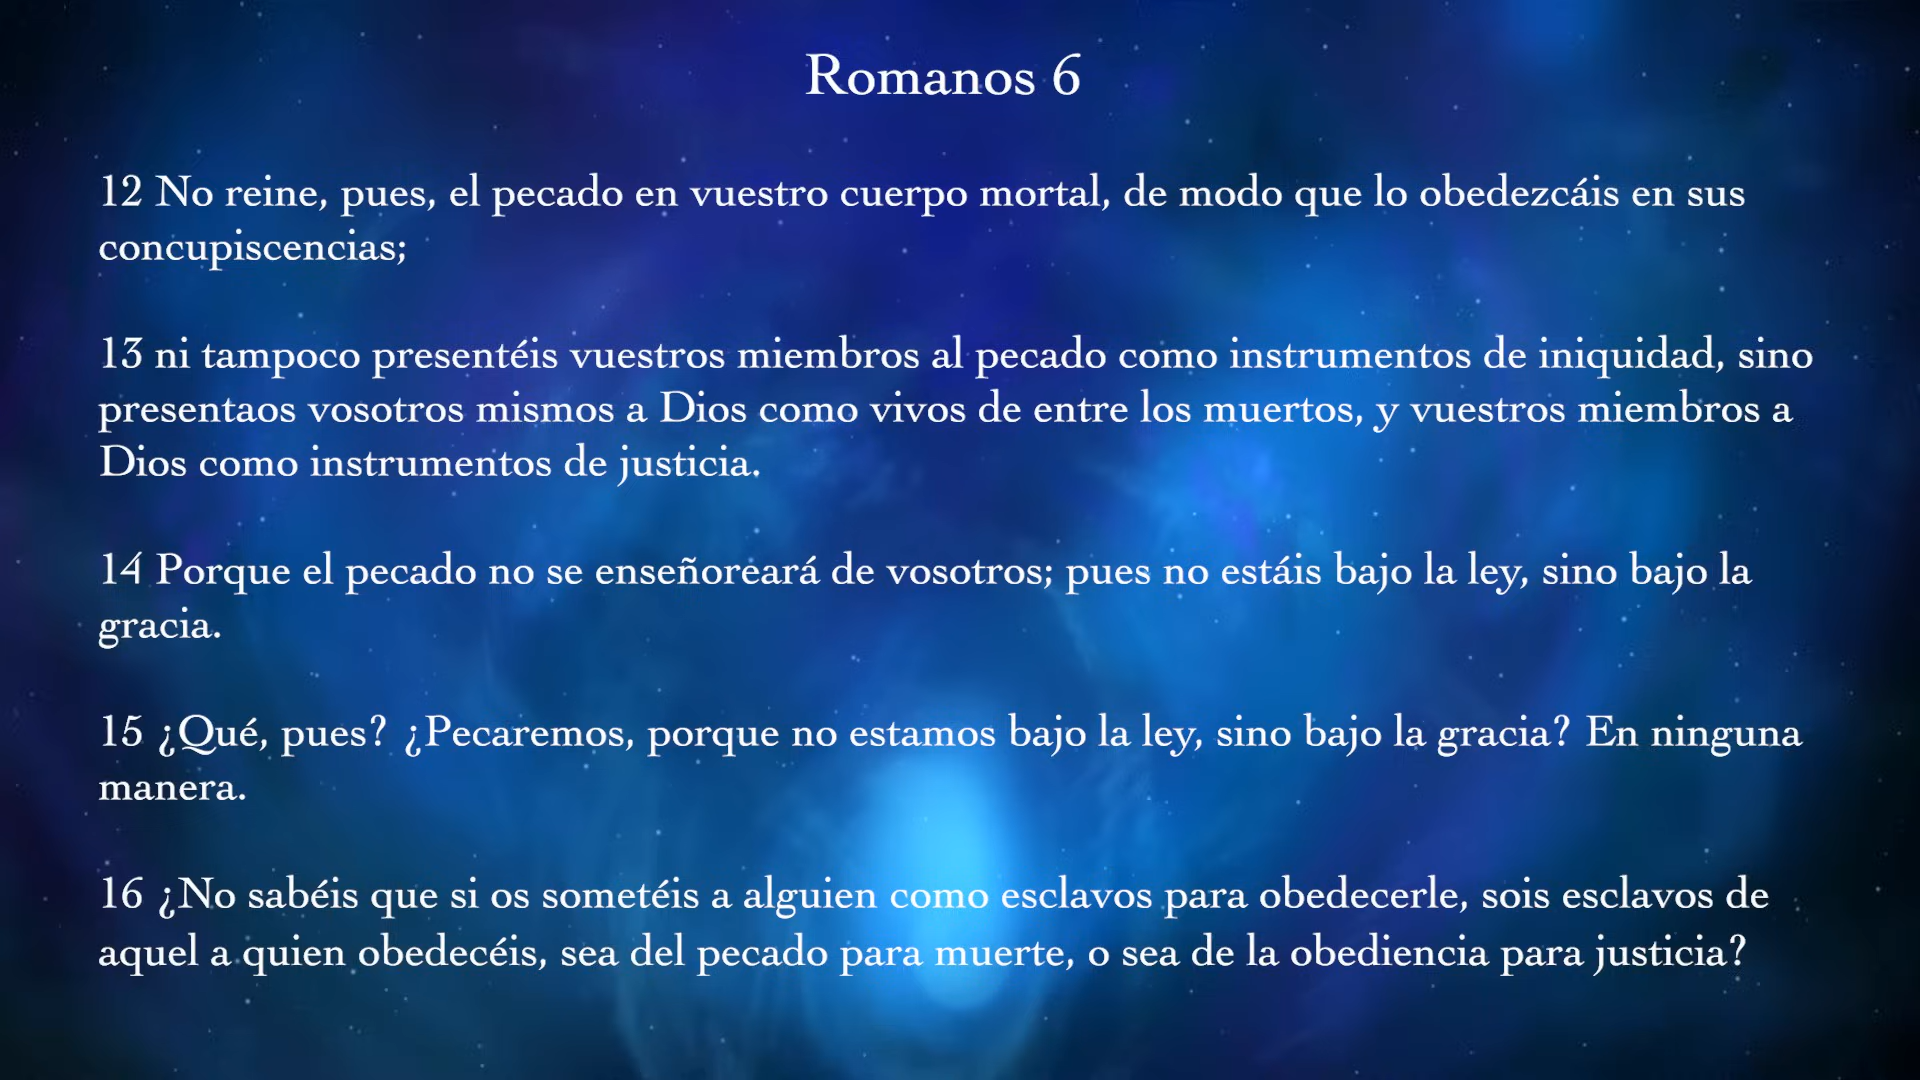 Romanos 6
12 No reine, pues, el pecado en vuestro cuerpo mortal, de modo que lo obedezcáis en sus
concupiscencias;
13 ni tampoco presentéis vuestros miembros al pecado como instrumentos de iniquidad, sino
presentaos vosotros mismos a Dios como vivos de entre los muertos, y vuestros miembros a
Dios como instrumentos de justicia.
14 Porque el pecado no se enseñoreará de vosotros; pues no estáis bajo la ley, sino bajo la
gracia.
15 ¿Qué, pues? ¿Pecaremos, porque no estamos bajo la ley, sino bajo la gracia? En ninguna
manera.
16 ¿No sabéis que si os sometéis a alguien como esclavos para obedecerle, sois esclavos de
aquel a quien obedecéis, sea del pecado para muerte, o sea de la obediencia para justicia?